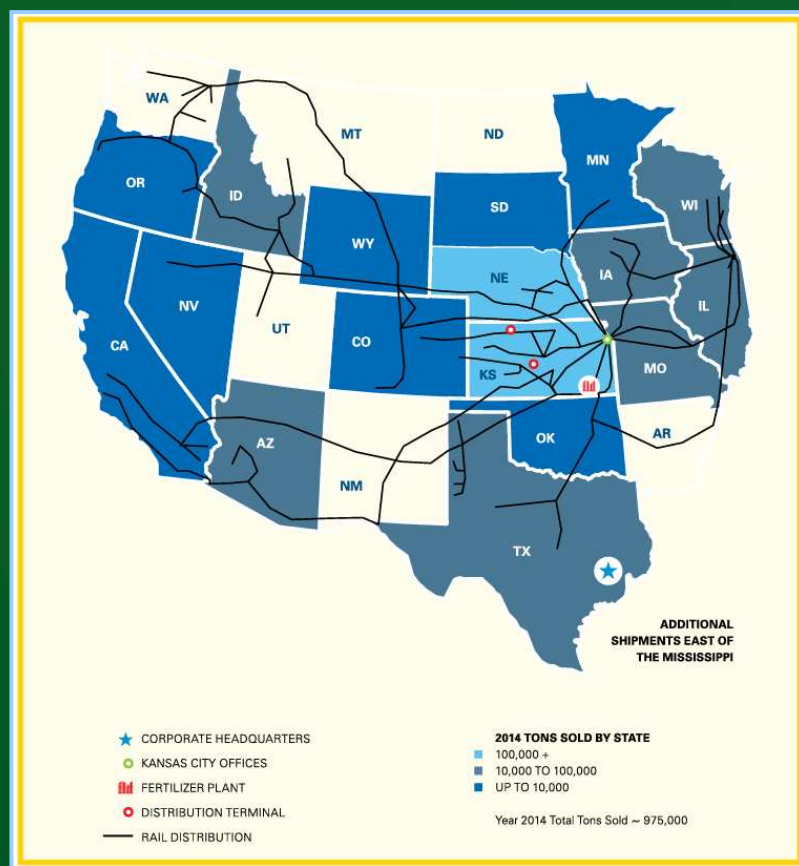 WA
MT
ND
MN
OR
ID
SD
WI
WY
NE
IA
NV
IL
UT
CO
CA
KS
MO
AZ
OK
AR
NM
TX
ADDITIONAL
SHIPMENTS EAST OF
THE MISSISSIPPI
CORPORATE HEADQUARTERS
KANSAS CITY OFFICES
FERTILIZER PLANT
DISTRIBUTION TERMINAL
RAIL DISTRIBUTION
2014 TONS SOLD BY STATE
100,000 +
10,000 TO 100,000
UP TO 10,000
Year 2014 Total Tons Sold ~ 975,000